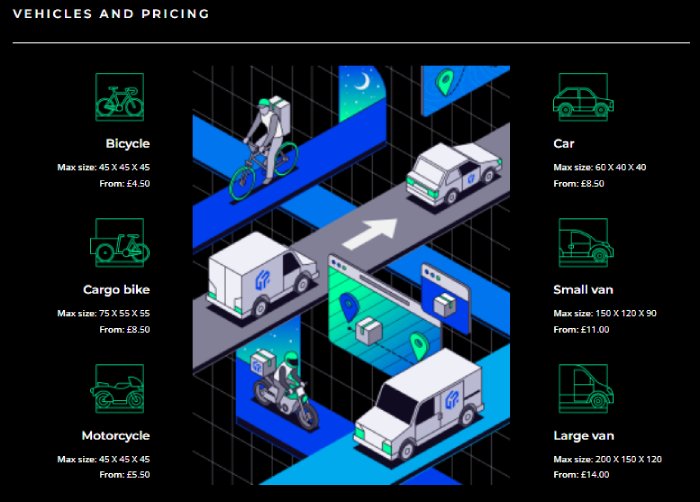 VEHICLES AND PRICING
Bicycle
Max size: 45 X 45 X 45
From: £4.50
Cargo bike
Max size: 75 X 55 X 55
From: £8.50
Motorcycle
Max size: 45 X 45 X 45
From: £5.50
Car
Max size: 60 X 40 X 40
From: £8.50
Small van
Max size: 150 X 120 X 90
From: £11.00
Large van
Max size: 200 X 150 X 120
From: £14.00